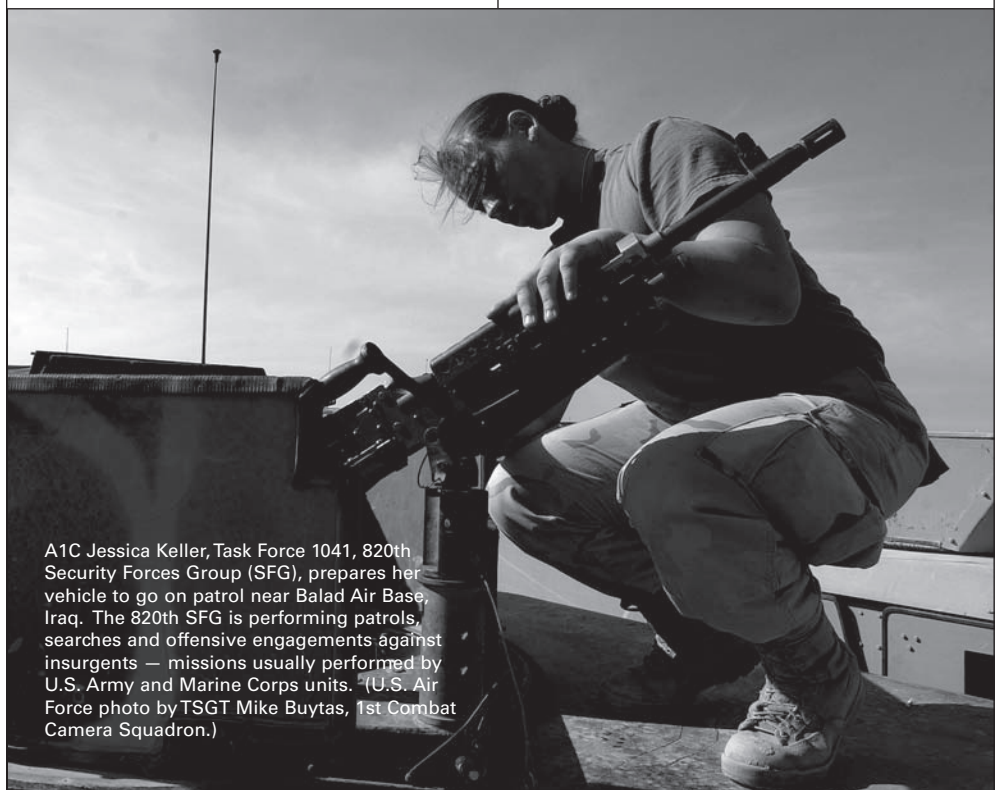 A1C Jessica Keller, Task Force 1041, 820th
Security Forces Group (SFG), prepares her
vehicle to go on patrol near Balad Air Base,
Iraq.  The 820th SFG is performing patrols,
searches and offensive engagements against
insurgents — missions usually performed by
U.S. Army and Marine Corps units.  (U.S. Air
Force photo by TSGT Mike Buytas, 1st Combat
Camera Squadron.)